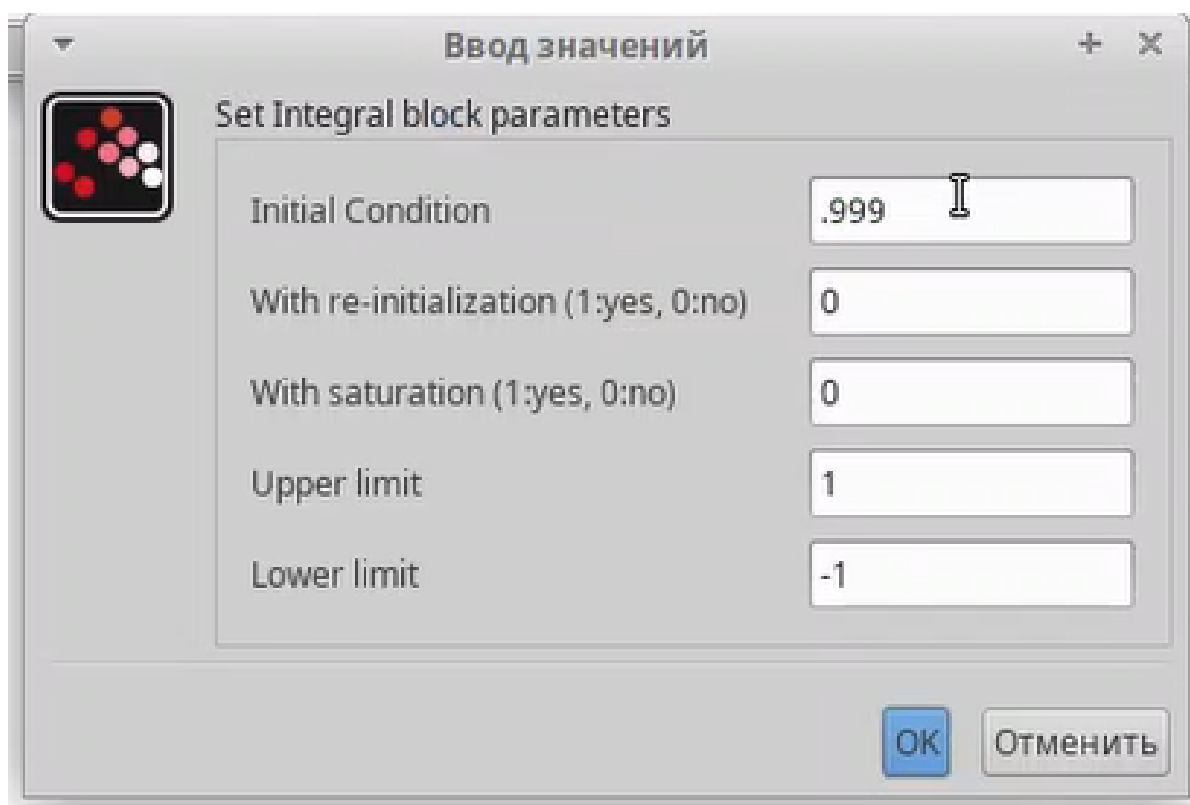 Ввод значений
Set Integral block parameters
Initial Condition .999
With re-initialization (1:yes, 0:no) 0
With saturation (1:yes, 0:no) 0
Upper limit 1
Lower limit -1
OK Отменить